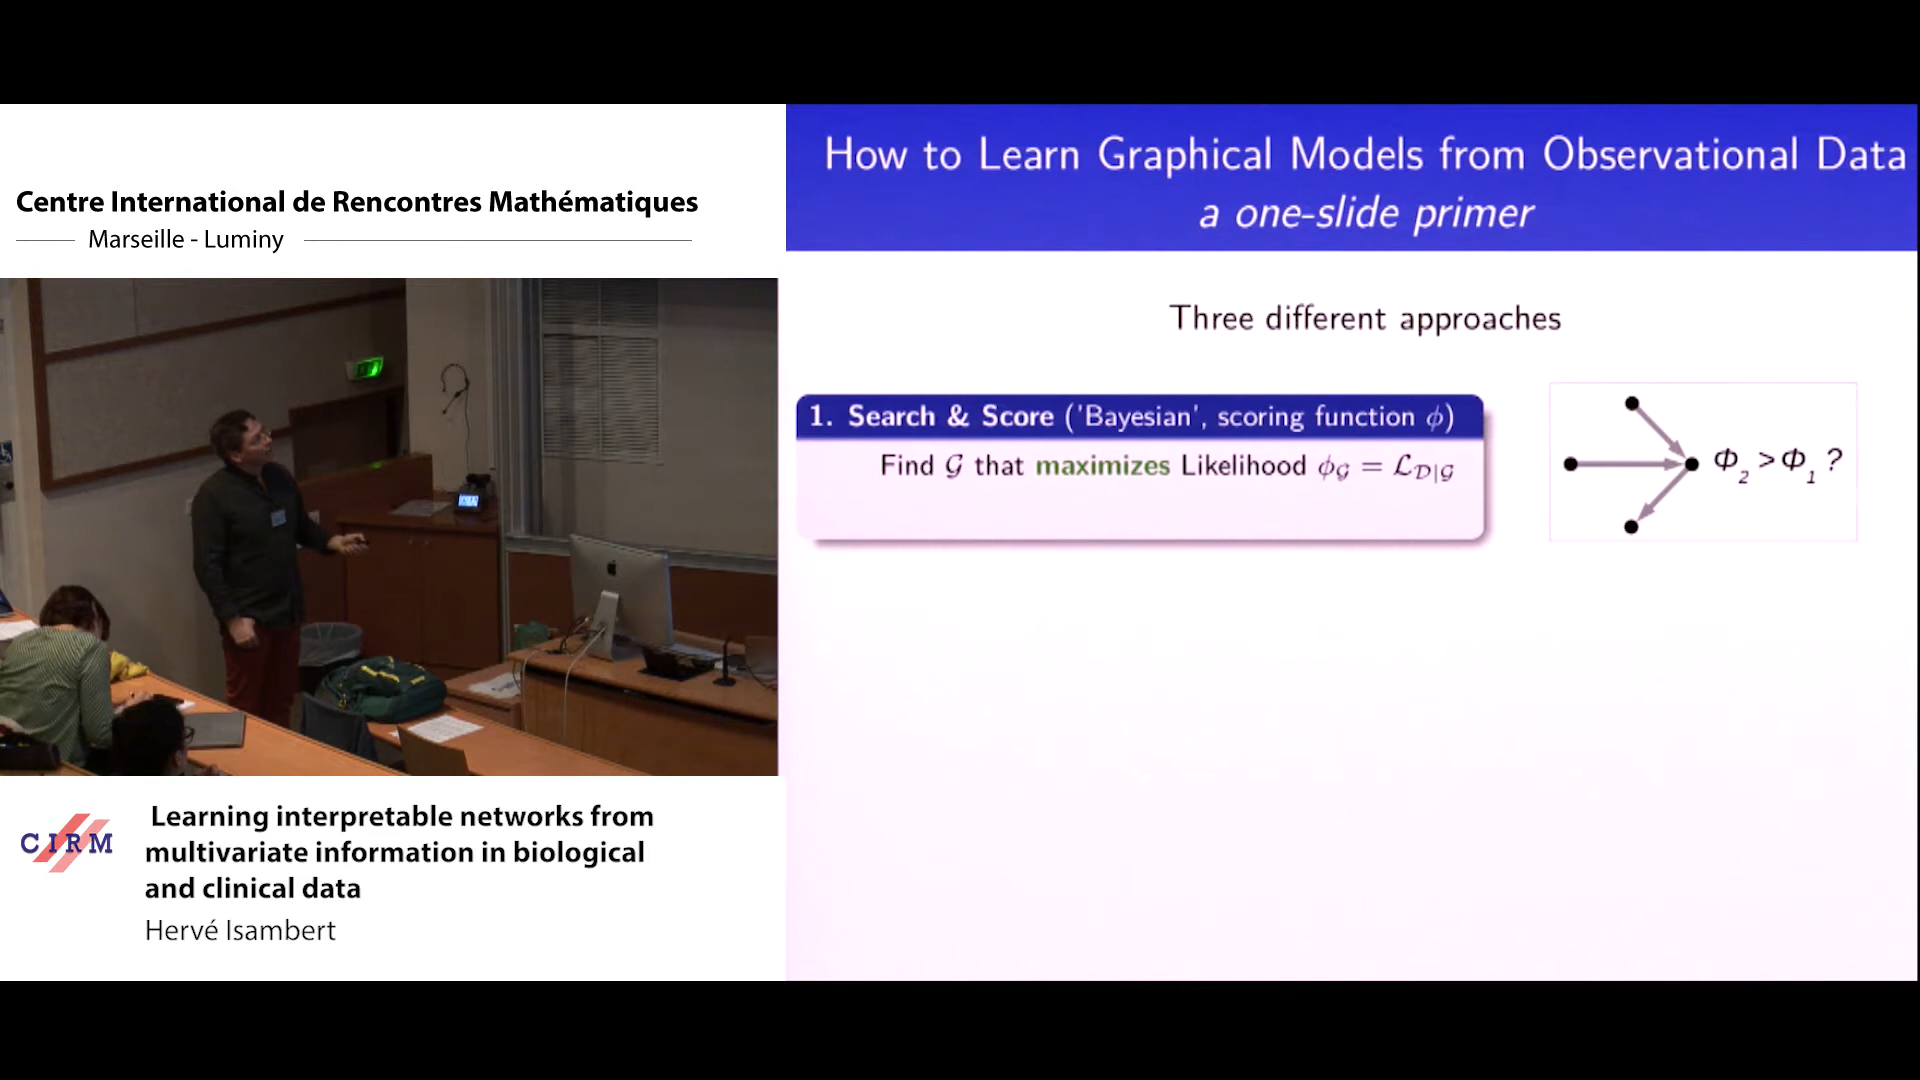 Centre International de Rencontres Mathématiques
Marseille - Luminy
CIRM
Learning interpretable networks from
multivariate information in biological
and clinical data
Hervé Isambert
How to Learn Graphical Models from Observational Data
a one-slide primer
Three different approaches
1. Search & Score ('Bayesian', scoring function ϕ)
Find 𝒢 that maximizes Likelihood ϕ_𝒢 = ℒ_{𝒟|𝒢}
Φ₂ > Φ₁ ?